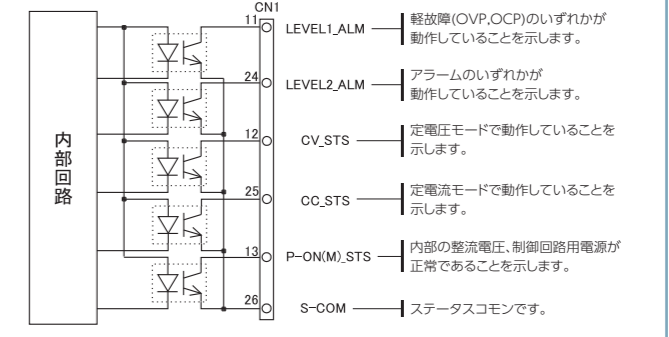 CN1
11 LEVEL1_ALM 軽故障(OVP,OCP)のいずれかが
動作していることを示します。
24 LEVEL2_ALM アラームのいずれかが
動作していることを示します。
12 CV_STS 定電圧モードで動作していることを
示します。
内部回路
25 CC_STS 定電流モードで動作していることを
示します。
13 P-ON(M)_STS 内部の整流電圧、制御回路用電源が
正常であることを示します。
26 S-COM ステータスコモンです。